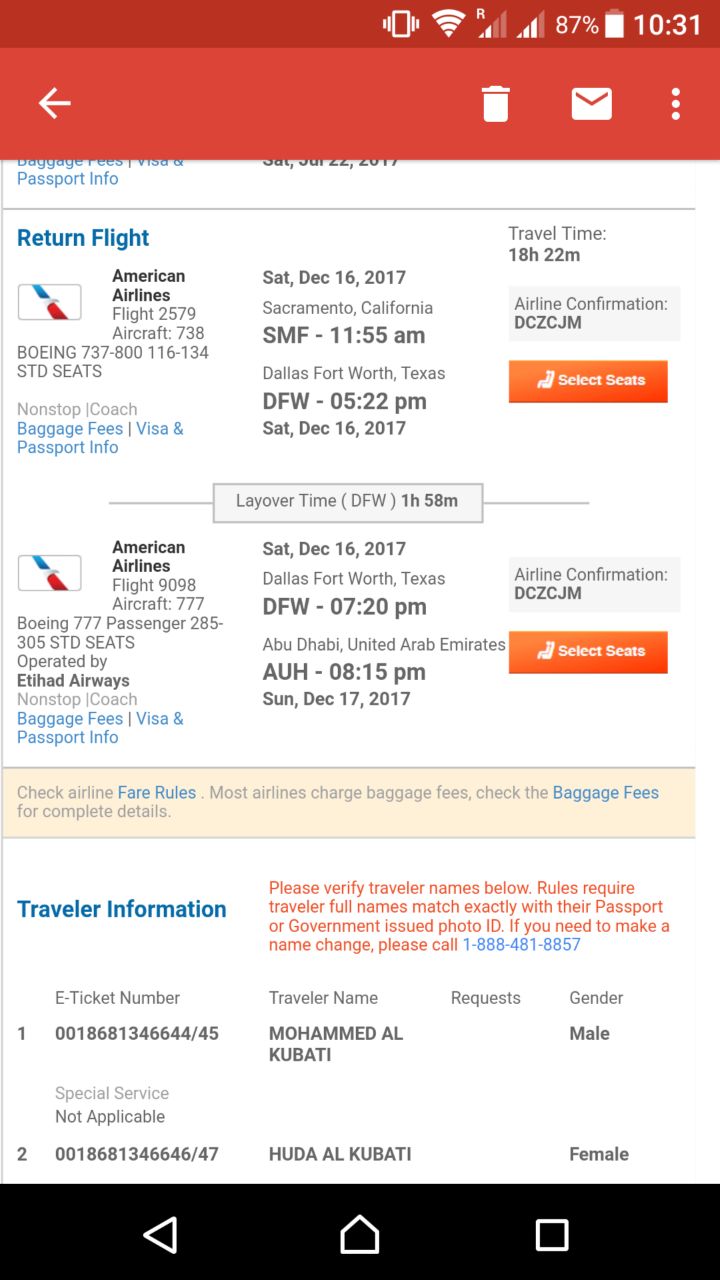 R 87% 10:31
Baggage Fees | Visa &
Passport Info
Sat, Jul 22, 2017
Return Flight
Travel Time:
18h 22m
American
Airlines
Flight 2579
Aircraft: 738
BOEING 737-800 116-134
STD SEATS
Nonstop |Coach
Baggage Fees | Visa &
Passport Info
Sat, Dec 16, 2017
Sacramento, California
SMF - 11:55 am
Dallas Fort Worth, Texas
DFW - 05:22 pm
Sat, Dec 16, 2017
Airline Confirmation:
DCZCJM
Select Seats
Layover Time ( DFW ) 1h 58m
American
Airlines
Flight 9098
Aircraft: 777
Boeing 777 Passenger 285-
305 STD SEATS
Operated by
Etihad Airways
Nonstop |Coach
Baggage Fees | Visa &
Passport Info
Sat, Dec 16, 2017
Dallas Fort Worth, Texas
DFW - 07:20 pm
Abu Dhabi, United Arab Emirates
AUH - 08:15 pm
Sun, Dec 17, 2017
Airline Confirmation:
DCZCJM
Select Seats
Check airline Fare Rules . Most airlines charge baggage fees, check the Baggage Fees
for complete details.
Traveler Information
Please verify traveler names below. Rules require
traveler full names match exactly with their Passport
or Government issued photo ID. If you need to make a
name change, please call 1-888-481-8857
E-Ticket Number Traveler Name Requests Gender
1 0018681346644/45 MOHAMMED AL Male
KUBATI
Special Service
Not Applicable
2 0018681346646/47 HUDA AL KUBATI Female